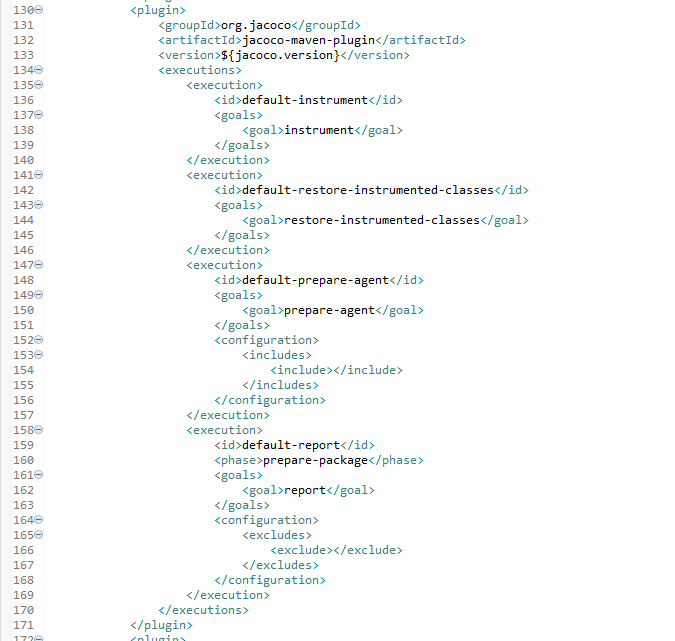 130 <plugin>
131 <groupId>org.jacoco</groupId>
132 <artifactId>jacoco-maven-plugin</artifactId>
133 <version>${jacoco.version}</version>
134 <executions>
135 <execution>
136 <id>default-instrument</id>
137 <goals>
138 <goal>instrument</goal>
139 </goals>
140 </execution>
141 <execution>
142 <id>default-restore-instrumented-classes</id>
143 <goals>
144 <goal>restore-instrumented-classes</goal>
145 </goals>
146 </execution>
147 <execution>
148 <id>default-prepare-agent</id>
149 <goals>
150 <goal>prepare-agent</goal>
151 </goals>
152 <configuration>
153 <includes>
154 <include></include>
155 </includes>
156 </configuration>
157 </execution>
158 <execution>
159 <id>default-report</id>
160 <phase>prepare-package</phase>
161 <goals>
162 <goal>report</goal>
163 </goals>
164 <configuration>
165 <excludes>
166 <exclude></exclude>
167 </excludes>
168 </configuration>
169 </execution>
170 </executions>
171 </plugin>
172 <plugin>